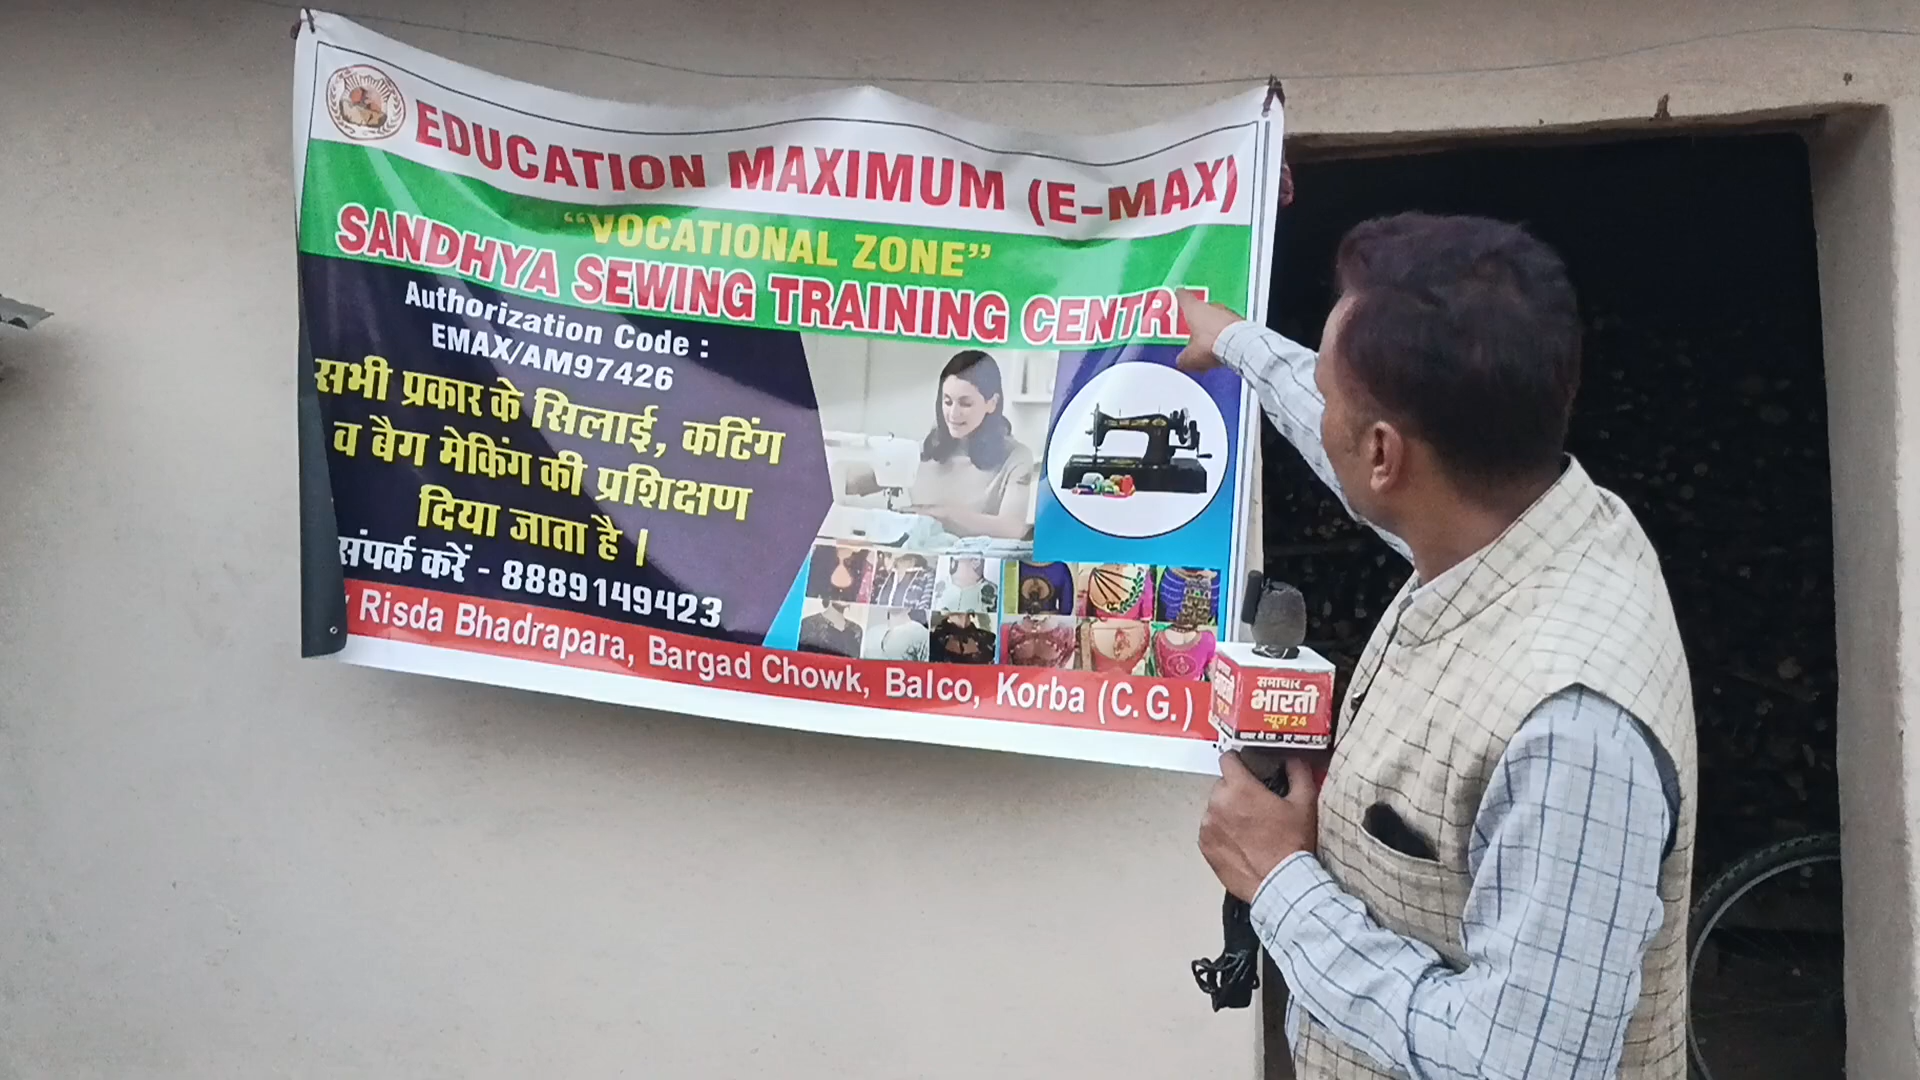 EDUCATION MAXIMUM (E-MAX)
"VOCATIONAL ZONE"
SANDHYA SEWING TRAINING CENTRE
Authorization Code :
EMAX/AM97426
सभी प्रकार के सिलाई, कटिंग
व बैग मेकिंग की प्रशिक्षण
दिया जाता है |
संपर्क करें - 8889149423
Risda Bhadrapara, Bargad Chowk, Balco, Korba (C.G.)
समाचार
भारती
न्यूज 24